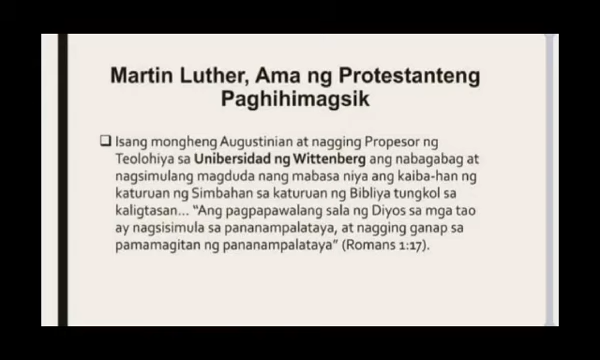 Martin Luther, Ama ng Protestanteng
Paghihimagsik
Isang mongheng Augustinian at nagging Propesor ng
Teolohiya sa Unibersidad ng Wittenberg ang nabagabag at
nagsimulang magduda nang mabasa niya ang kaiba-han ng
katuruan ng Simbahan sa katuruan ng Bibliya tungkol sa
kaligtasan... “Ang pagpapawalang sala ng Diyos sa mga tao
ay nagsisimula sa pananampalataya, at nagging ganap sa
pamamagitan ng pananampalataya” (Romans 1:17).